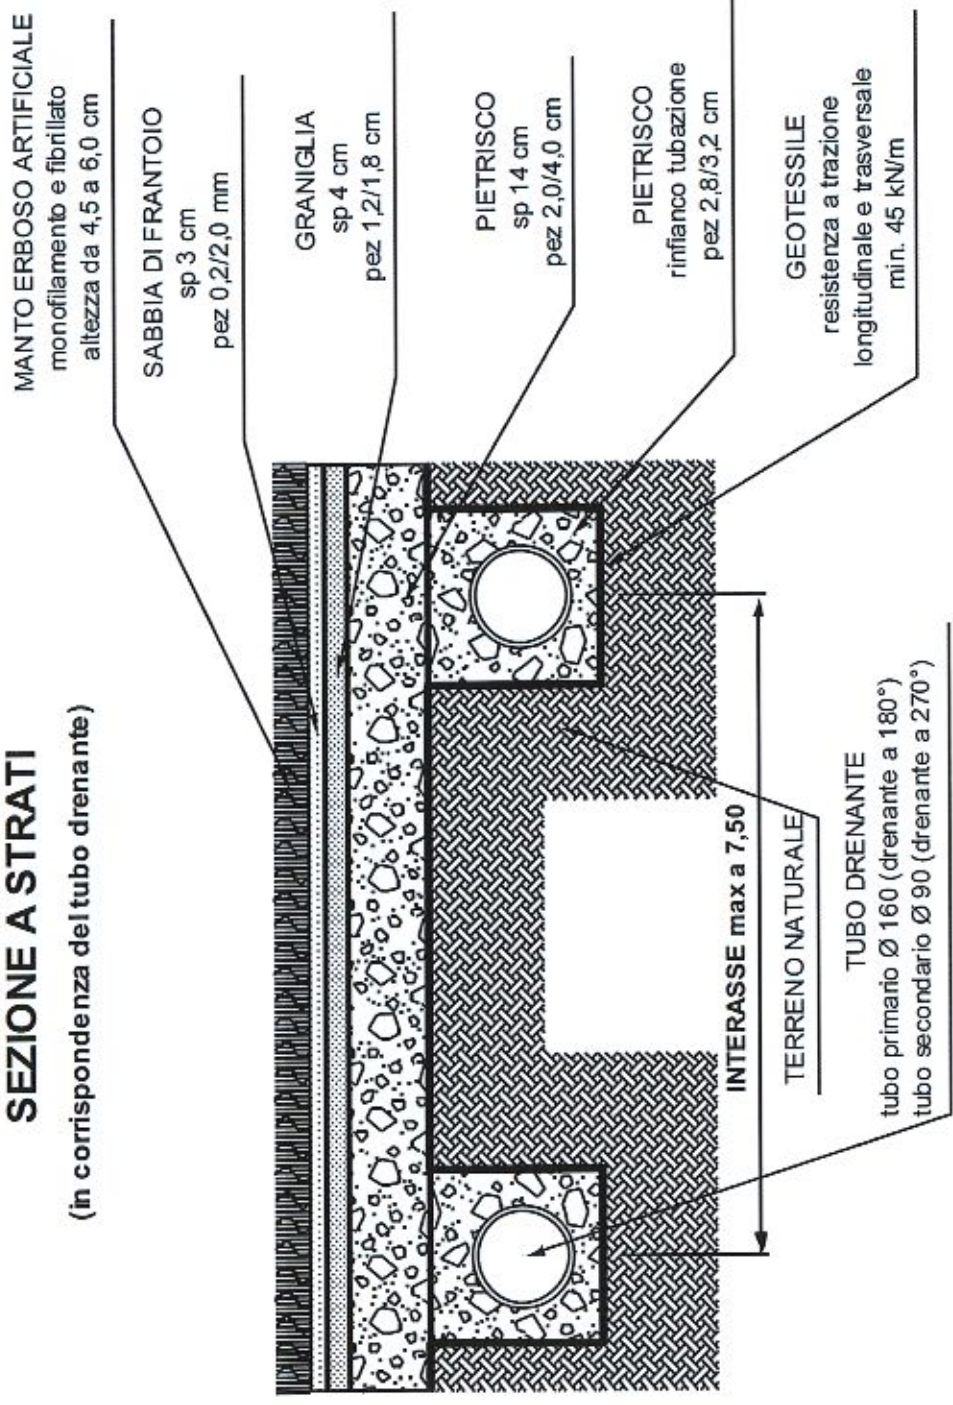 SEZIONE A STRATI
(in corrispondenza del tubo drenante)
MANTO ERBOSO ARTIFICIALE
monofilamento e fibrillato
altezza da 4,5 a 6,0 cm
SABBIA DI FRANTOIO
sp 3 cm
pez 0,2/2,0 mm
GRANIGLIA
sp 4 cm
pez 1,2/1,8 cm
PIETRISCO
sp 14 cm
pez 2,0/4,0 cm
PIETRISCO
rinfianco tubazione
pez 2,8/3,2 cm
GEOTESSILE
resistenza a trazione
longitudinale e trasversale
min. 45 kN/m
INTERASSE max a 7,50
TERRENO NATURALE
TUBO DRENANTE
tubo primario Ø 160 (drenante a 180°)
tubo secondario Ø 90 (drenante a 270°)